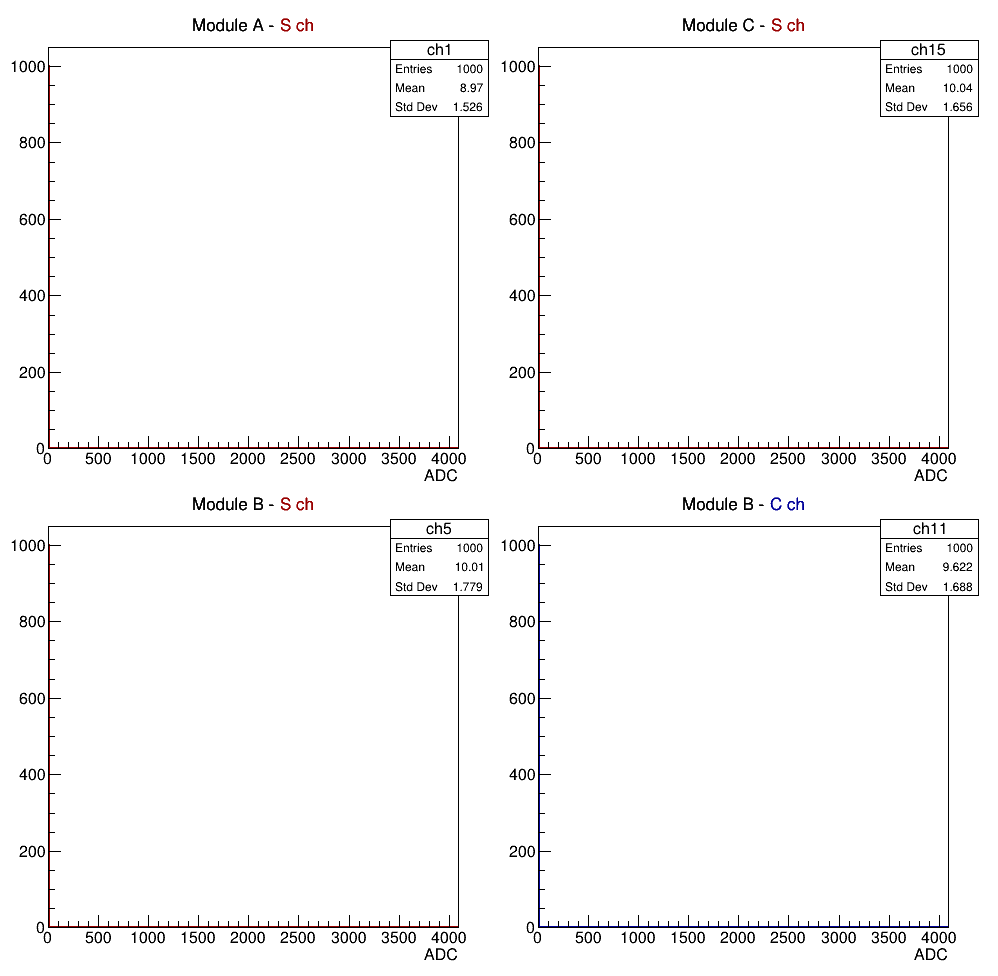 Module A - S ch
ch1
Entries 1000
Mean 8.97
Std Dev 1.526
1000
800
600
400
200
0
0 500 1000 1500 2000 2500 3000 3500 4000
ADC
Module C - S ch
ch15
Entries 1000
Mean 10.04
Std Dev 1.656
1000
800
600
400
200
0
0 500 1000 1500 2000 2500 3000 3500 4000
ADC
Module B - S ch
ch5
Entries 1000
Mean 10.01
Std Dev 1.779
1000
800
600
400
200
0
0 500 1000 1500 2000 2500 3000 3500 4000
ADC
Module B - C ch
ch11
Entries 1000
Mean 9.622
Std Dev 1.688
1000
800
600
400
200
0
0 500 1000 1500 2000 2500 3000 3500 4000
ADC